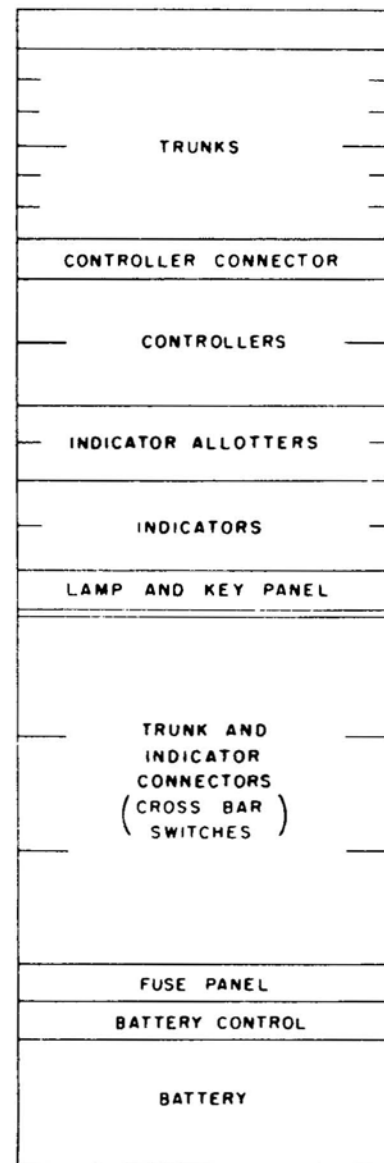 TRUNKS
CONTROLLER CONNECTOR
CONTROLLERS
INDICATOR ALLOTTERS
INDICATORS
LAMP AND KEY PANEL
TRUNK AND
INDICATOR
CONNECTORS
(CROSS BAR
SWITCHES)
FUSE PANEL
BATTERY CONTROL
BATTERY